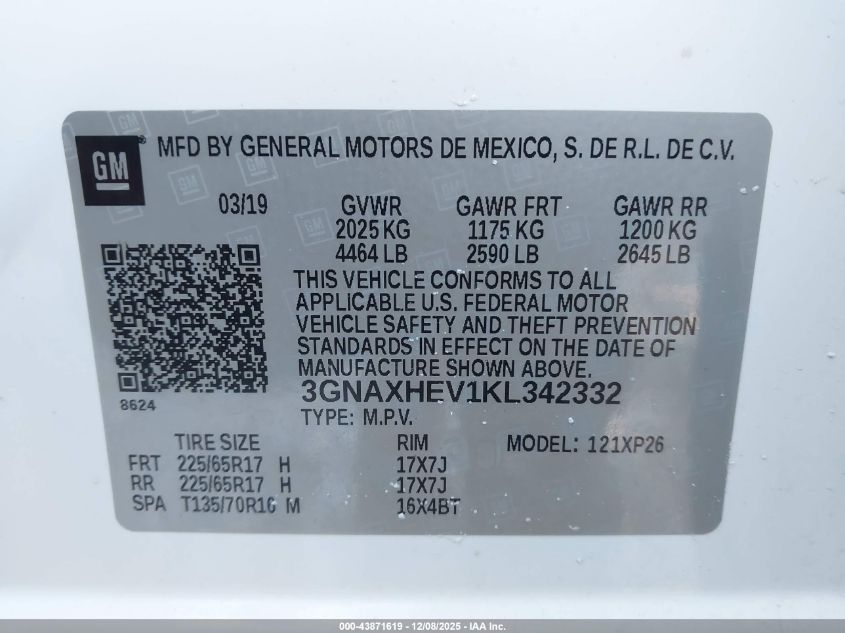 GM ® MFD BY GENERAL MOTORS DE MEXICO, S. DE R.L. DE C.V.
03/19 GVWR GAWR FRT GAWR RR
2025 KG 1175 KG 1200 KG
4464 LB 2590 LB 2645 LB
THIS VEHICLE CONFORMS TO ALL
APPLICABLE U.S. FEDERAL MOTOR
VEHICLE SAFETY AND THEFT PREVENTION
STANDARDS IN EFFECT ON THE DATE OF
MANUFACTURE SHOWN ABOVE.
3GNAXHEV1KL342332
8624
TYPE: M.P.V.
TIRE SIZE RIM MODEL: 121XP26
FRT 225/65R17 H 17X7J
RR 225/65R17 H 17X7J
SPA T135/70R16 M 16X4BT
000-43871619 - 12/08/2025 - IAA Inc.